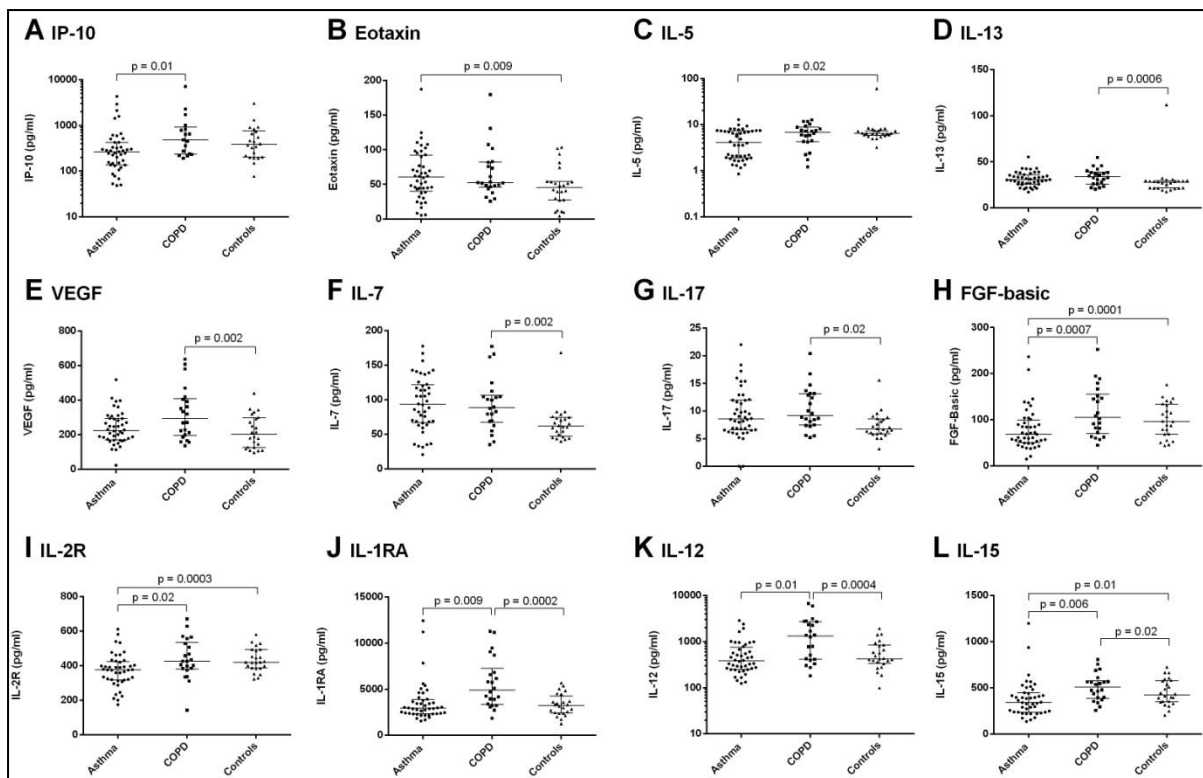 A IP-10
p = 0.01
IP-10 (pg/ml)
10000
1000
100
10
Asthma
COPD
Controls
B Eotaxin
p = 0.009
Eotaxin (pg/ml)
200
150
100
50
0
Asthma
COPD
Controls
C IL-5
p = 0.02
IL-5 (pg/ml)
100
10
1
0.1
Asthma
COPD
Controls
D IL-13
p = 0.0006
IL-13 (pg/ml)
150
100
50
0
Asthma
COPD
Controls
E VEGF
p = 0.002
VEGF (pg/ml)
800
600
400
200
0
Asthma
COPD
Controls
F IL-7
p = 0.002
IL-7 (pg/ml)
200
150
100
50
0
Asthma
COPD
Controls
G IL-17
p = 0.02
IL-17 (pg/ml)
25
20
15
10
5
0
Asthma
COPD
Controls
H FGF-basic
p = 0.0001
p = 0.0007
FGF-Basic (pg/ml)
300
200
100
0
Asthma
COPD
Controls
I IL-2R
p = 0.0003
p = 0.02
IL-2R (pg/ml)
800
600
400
200
0
Asthma
COPD
Controls
J IL-1RA
p = 0.009
p = 0.0002
IL-1RA (pg/ml)
15000
10000
5000
0
Asthma
COPD
Controls
K IL-12
p = 0.01
p = 0.0004
IL-12 (pg/ml)
10000
1000
100
10
Asthma
COPD
Controls
L IL-15
p = 0.01
p = 0.006
p = 0.02
IL-15 (pg/ml)
1500
1000
500
0
Asthma
COPD
Controls